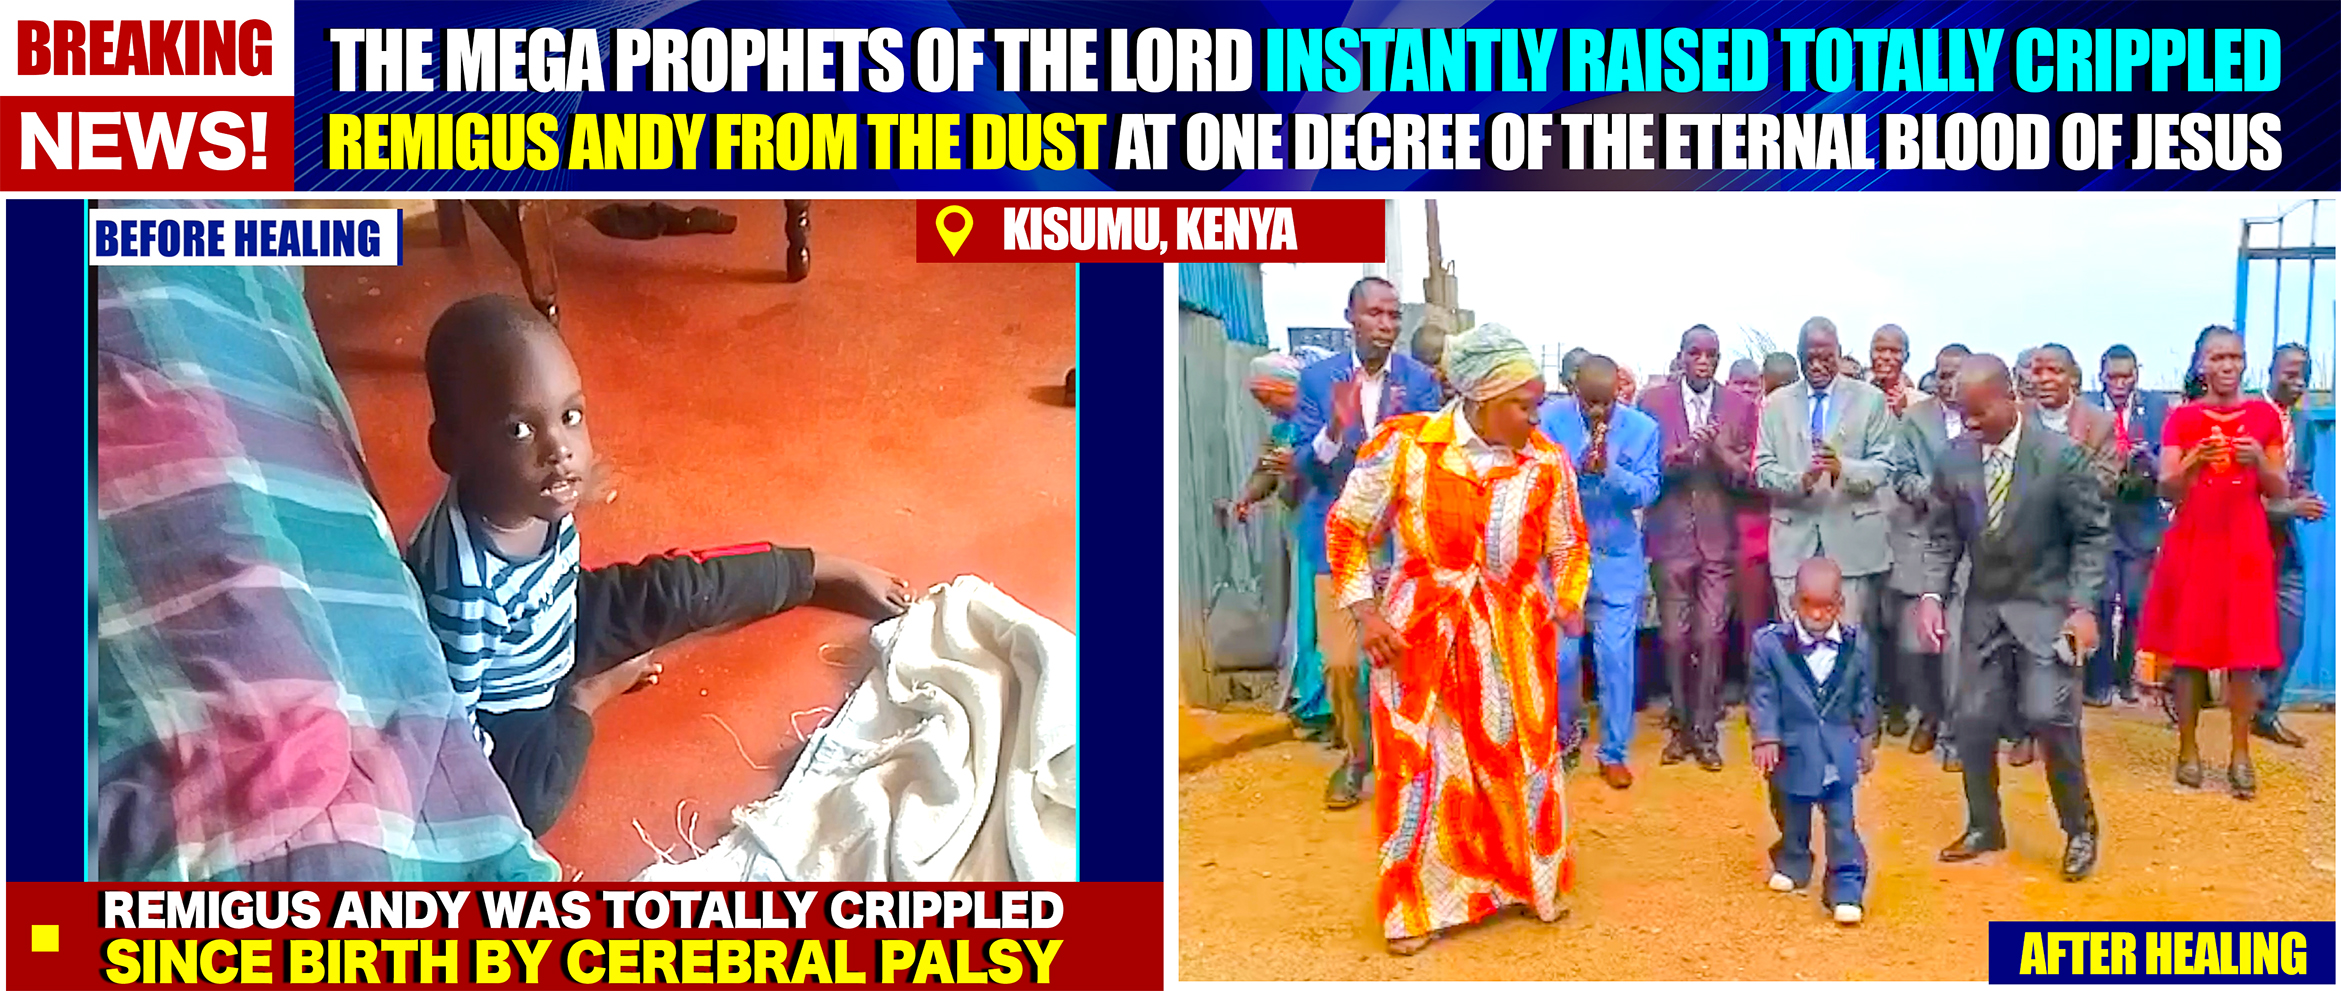 BREAKING
NEWS!
THE MEGA PROPHETS OF THE LORD INSTANTLY RAISED TOTALLY CRIPPLED
REMIGUS ANDY FROM THE DUST AT ONE DECREE OF THE ETERNAL BLOOD OF JESUS
BEFORE HEALING
KISUMU, KENYA
REMIGUS ANDY WAS TOTALLY CRIPPLED
SINCE BIRTH BY CEREBRAL PALSY
AFTER HEALING